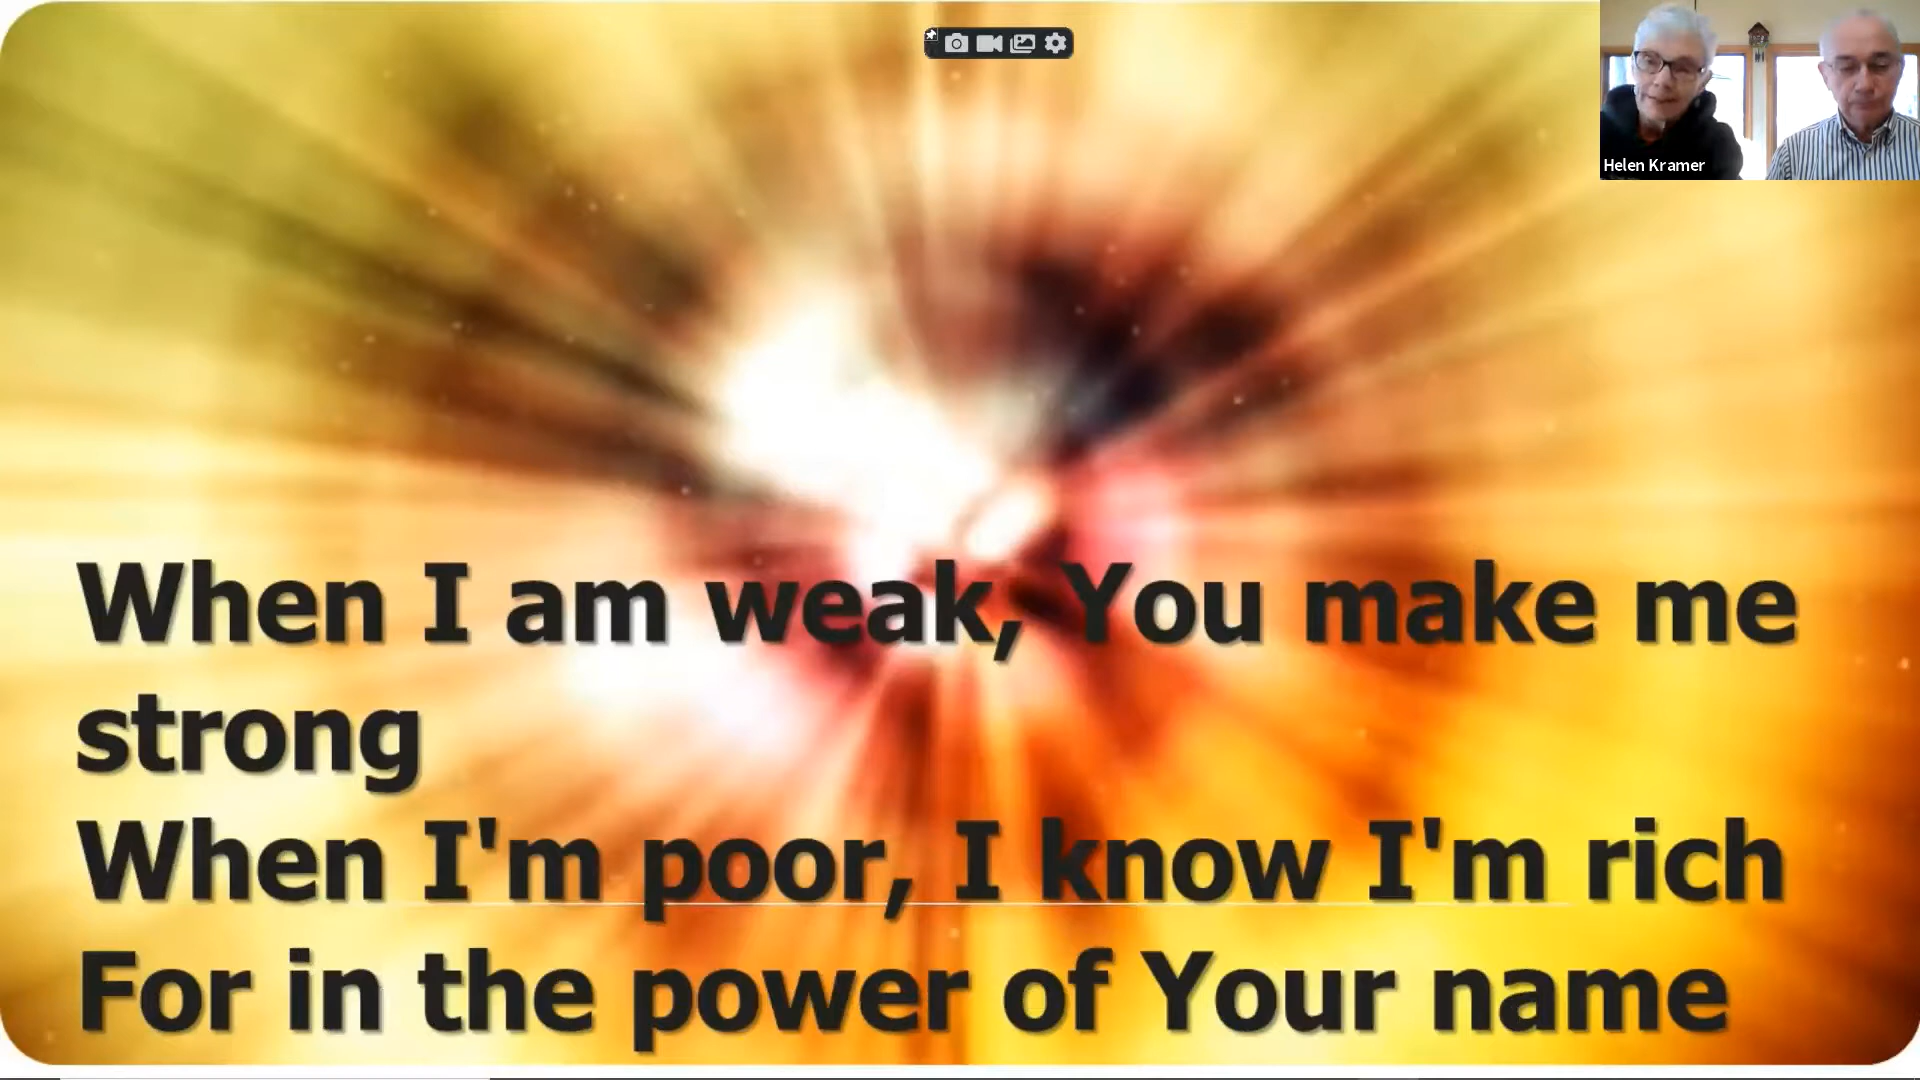 Helen Kramer
When I am weak, You make me
strong
When I'm poor, I know I'm rich
For in the power of Your name